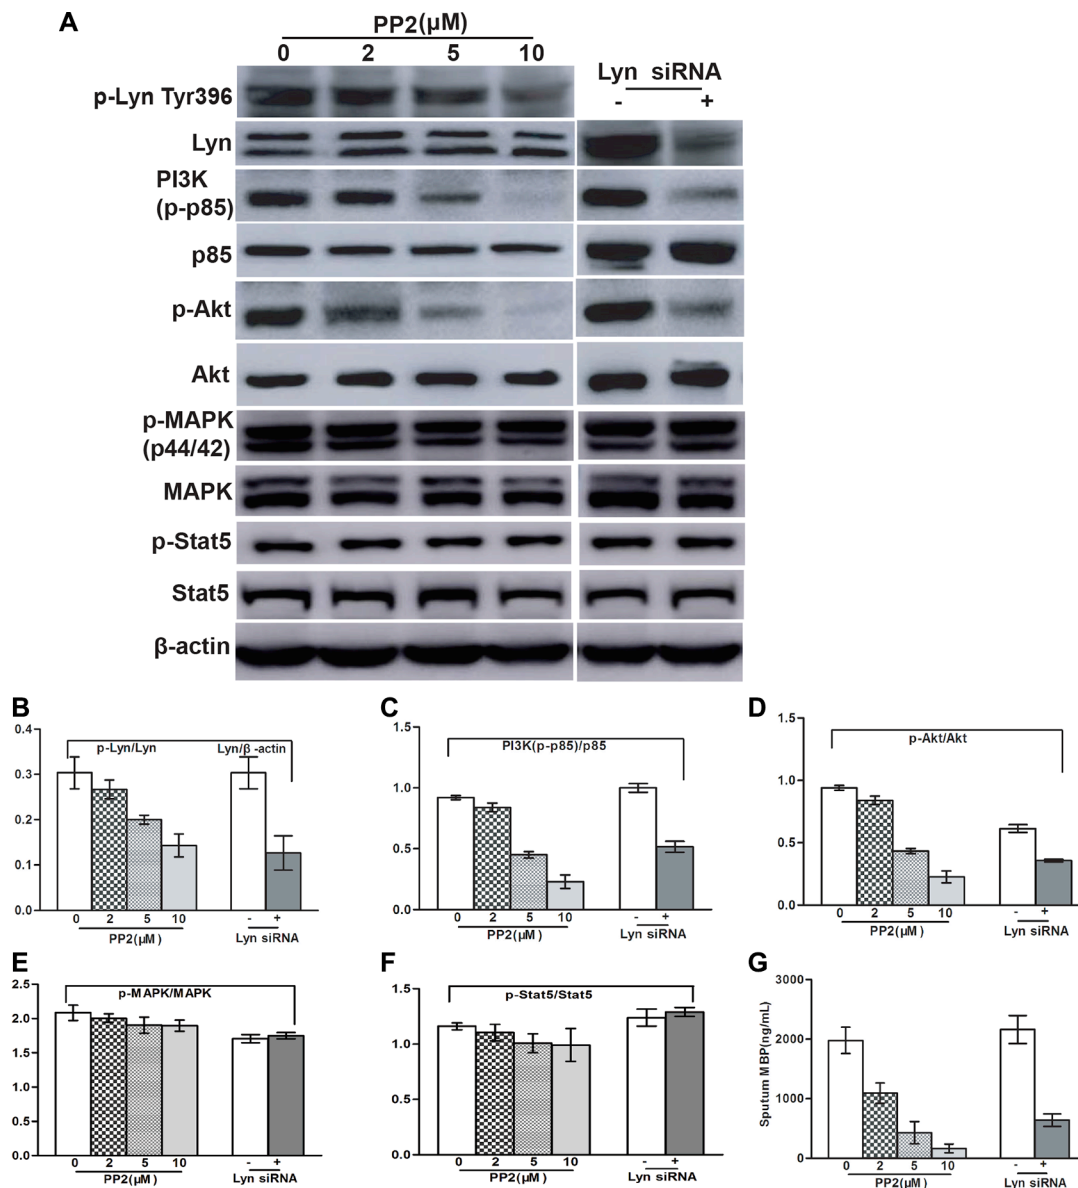 A
PP2(µM)
0 2 5 10
Lyn siRNA
- +
p-Lyn Tyr396
Lyn
PI3K
(p-p85)
p85
p-Akt
Akt
p-MAPK
(p44/42)
MAPK
p-Stat5
Stat5
β-actin
B
p-Lyn/Lyn
Lyn/β -actin
0.4
0.3
0.2
0.1
0.0
0 2 5 10 - +
PP2(µM)
Lyn siRNA
C
PI3K(p-p85)/p85
1.5
1.0
0.5
0.0
0 2 5 10 - +
PP2(µM)
Lyn siRNA
D
p-Akt/Akt
1.5
1.0
0.5
0.0
0 2 5 10 - +
PP2(µM)
Lyn siRNA
E
p-MAPK/MAPK
2.5
2.0
1.5
1.0
0.5
0.0
0 2 5 10 - +
PP2(µM)
Lyn siRNA
F
p-Stat5/Stat5
1.5
1.0
0.5
0.0
0 2 5 10 - +
PP2(µM)
Lyn siRNA
G
Sputum MBP(ng/mL)
3000
2000
1000
0
0 2 5 10 - +
PP2(µM)
Lyn siRNA